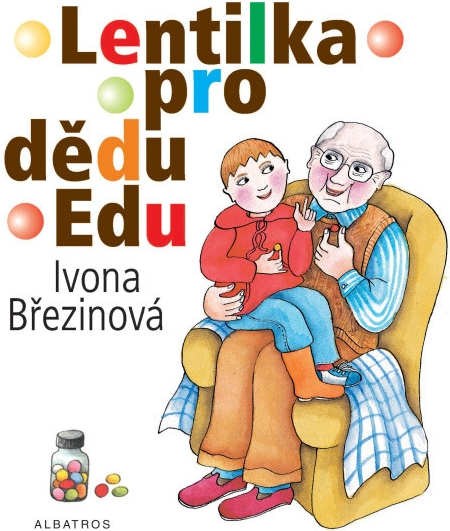 Lentilka
pro
dědu
Edu
Ivona
Březinová
ALBATROS